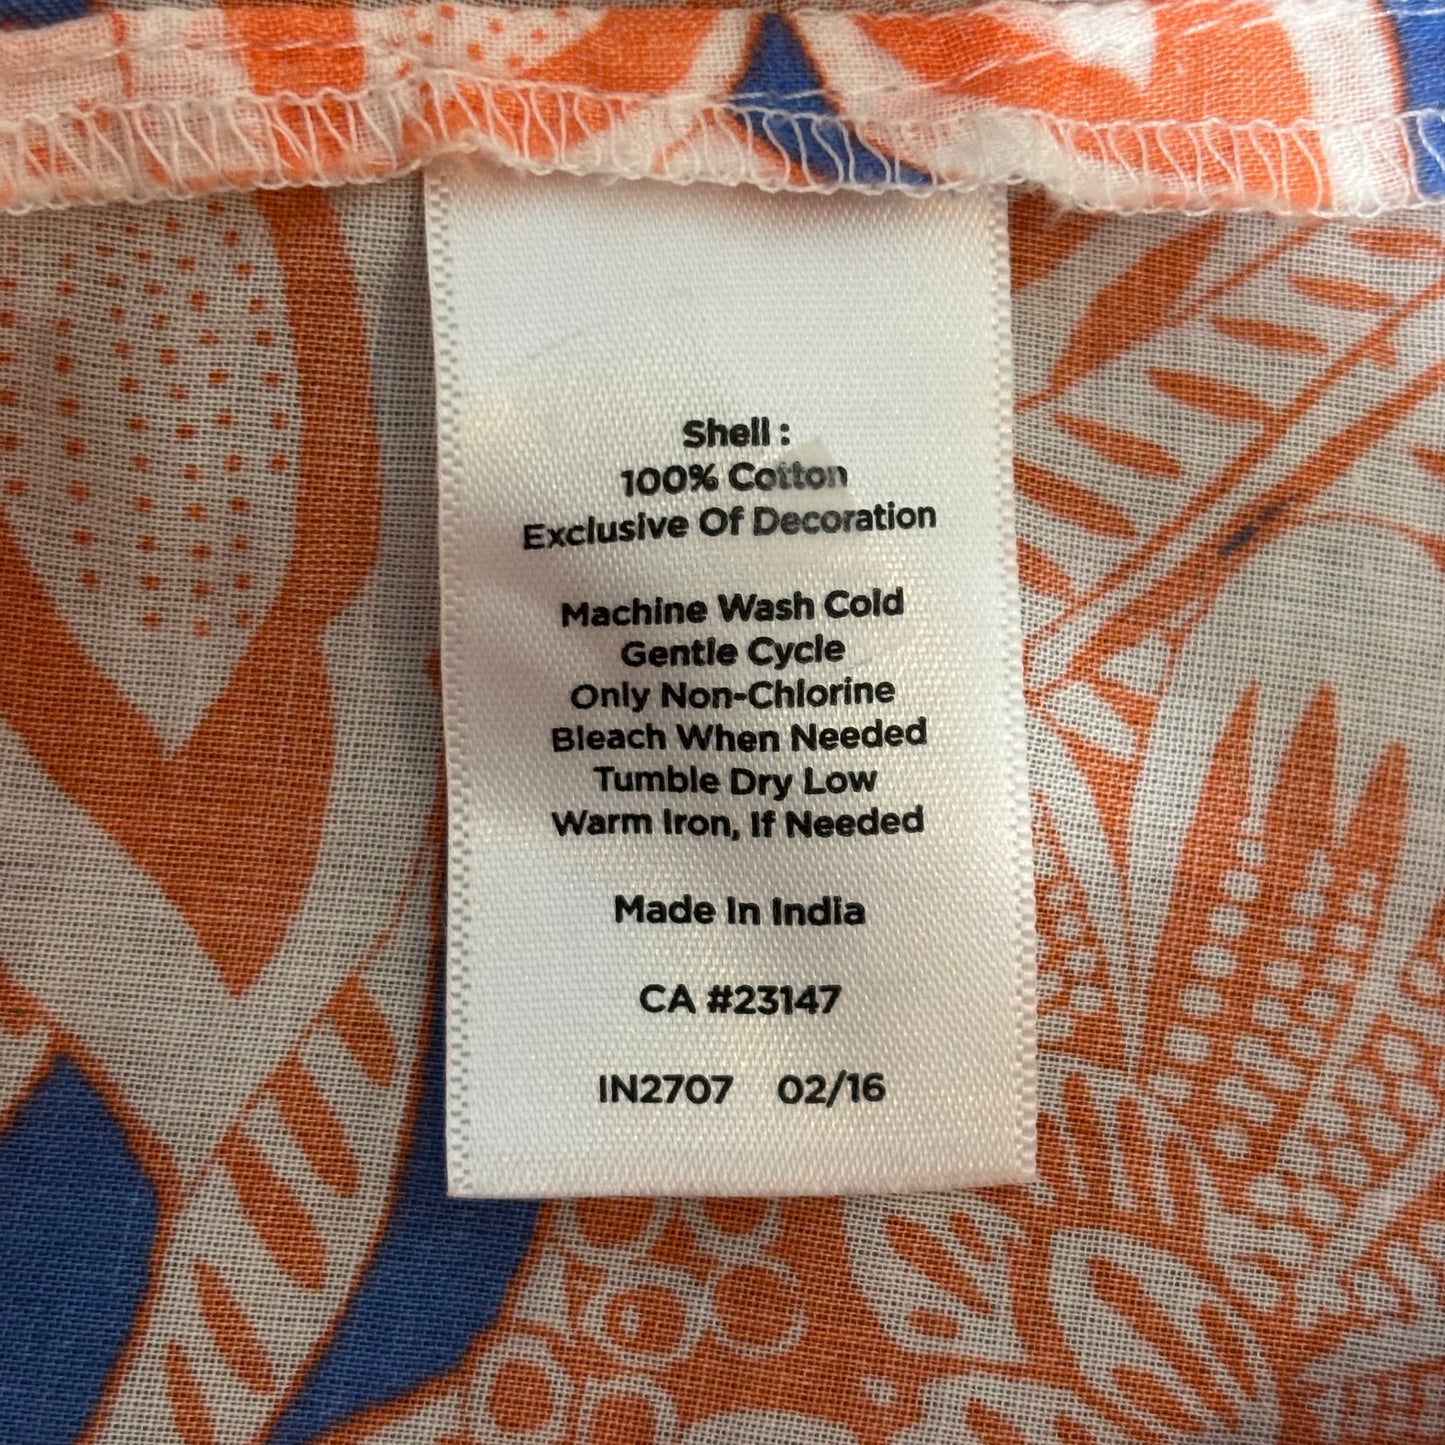 Shell :
100% Cotton
Exclusive Of Decoration
Machine Wash Cold
Gentle Cycle
Only Non-Chlorine
Bleach When Needed
Tumble Dry Low
Warm Iron, If Needed
Made In India
CA #23147
IN2707 02/16